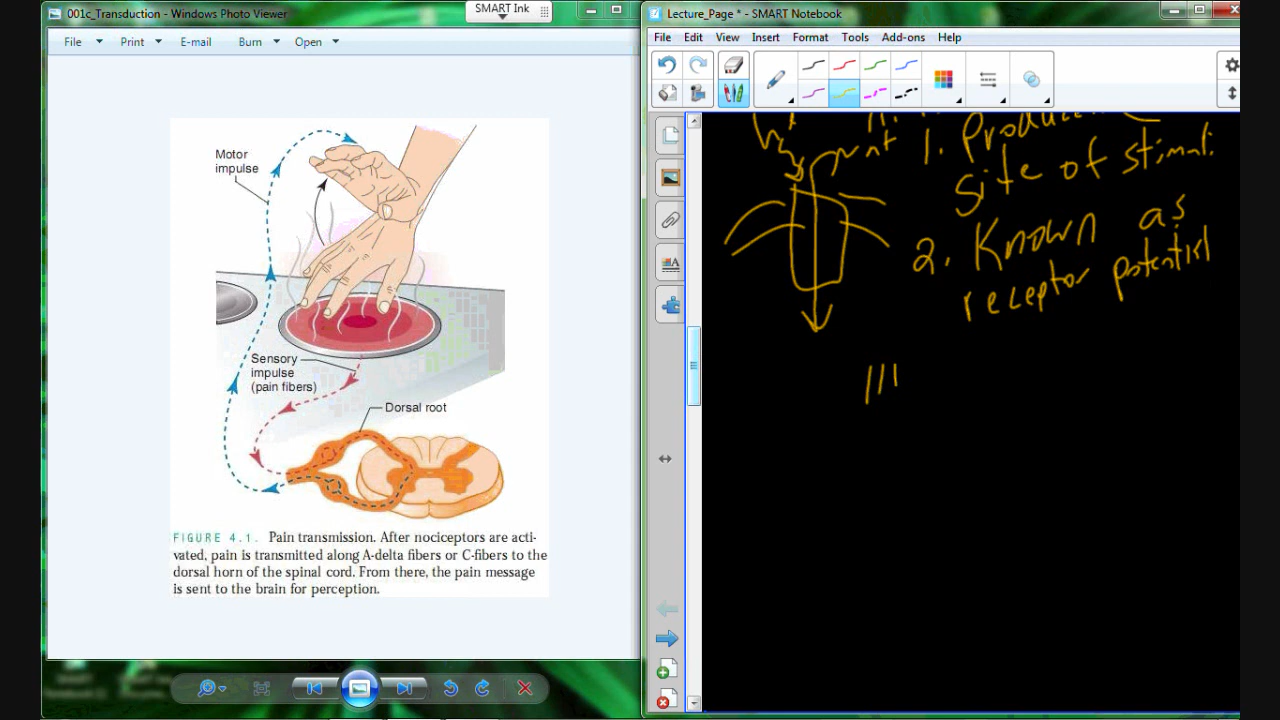 001c_Transduction - Windows Photo Viewer
SMART Ink
File Print E-mail Burn Open
Motor
impulse
Sensory
impulse
(pain fibers)
Dorsal root
FIGURE 4.1. Pain transmission. After nociceptors are acti-
vated, pain is transmitted along A-delta fibers or C-fibers to the
dorsal horn of the spinal cord. From there, the pain message
is sent to the brain for perception.
Lecture_Page * - SMART Notebook
File Edit View Insert Format Tools Add-ons Help
1.
site of stimuli
2. Known as
receptor potential